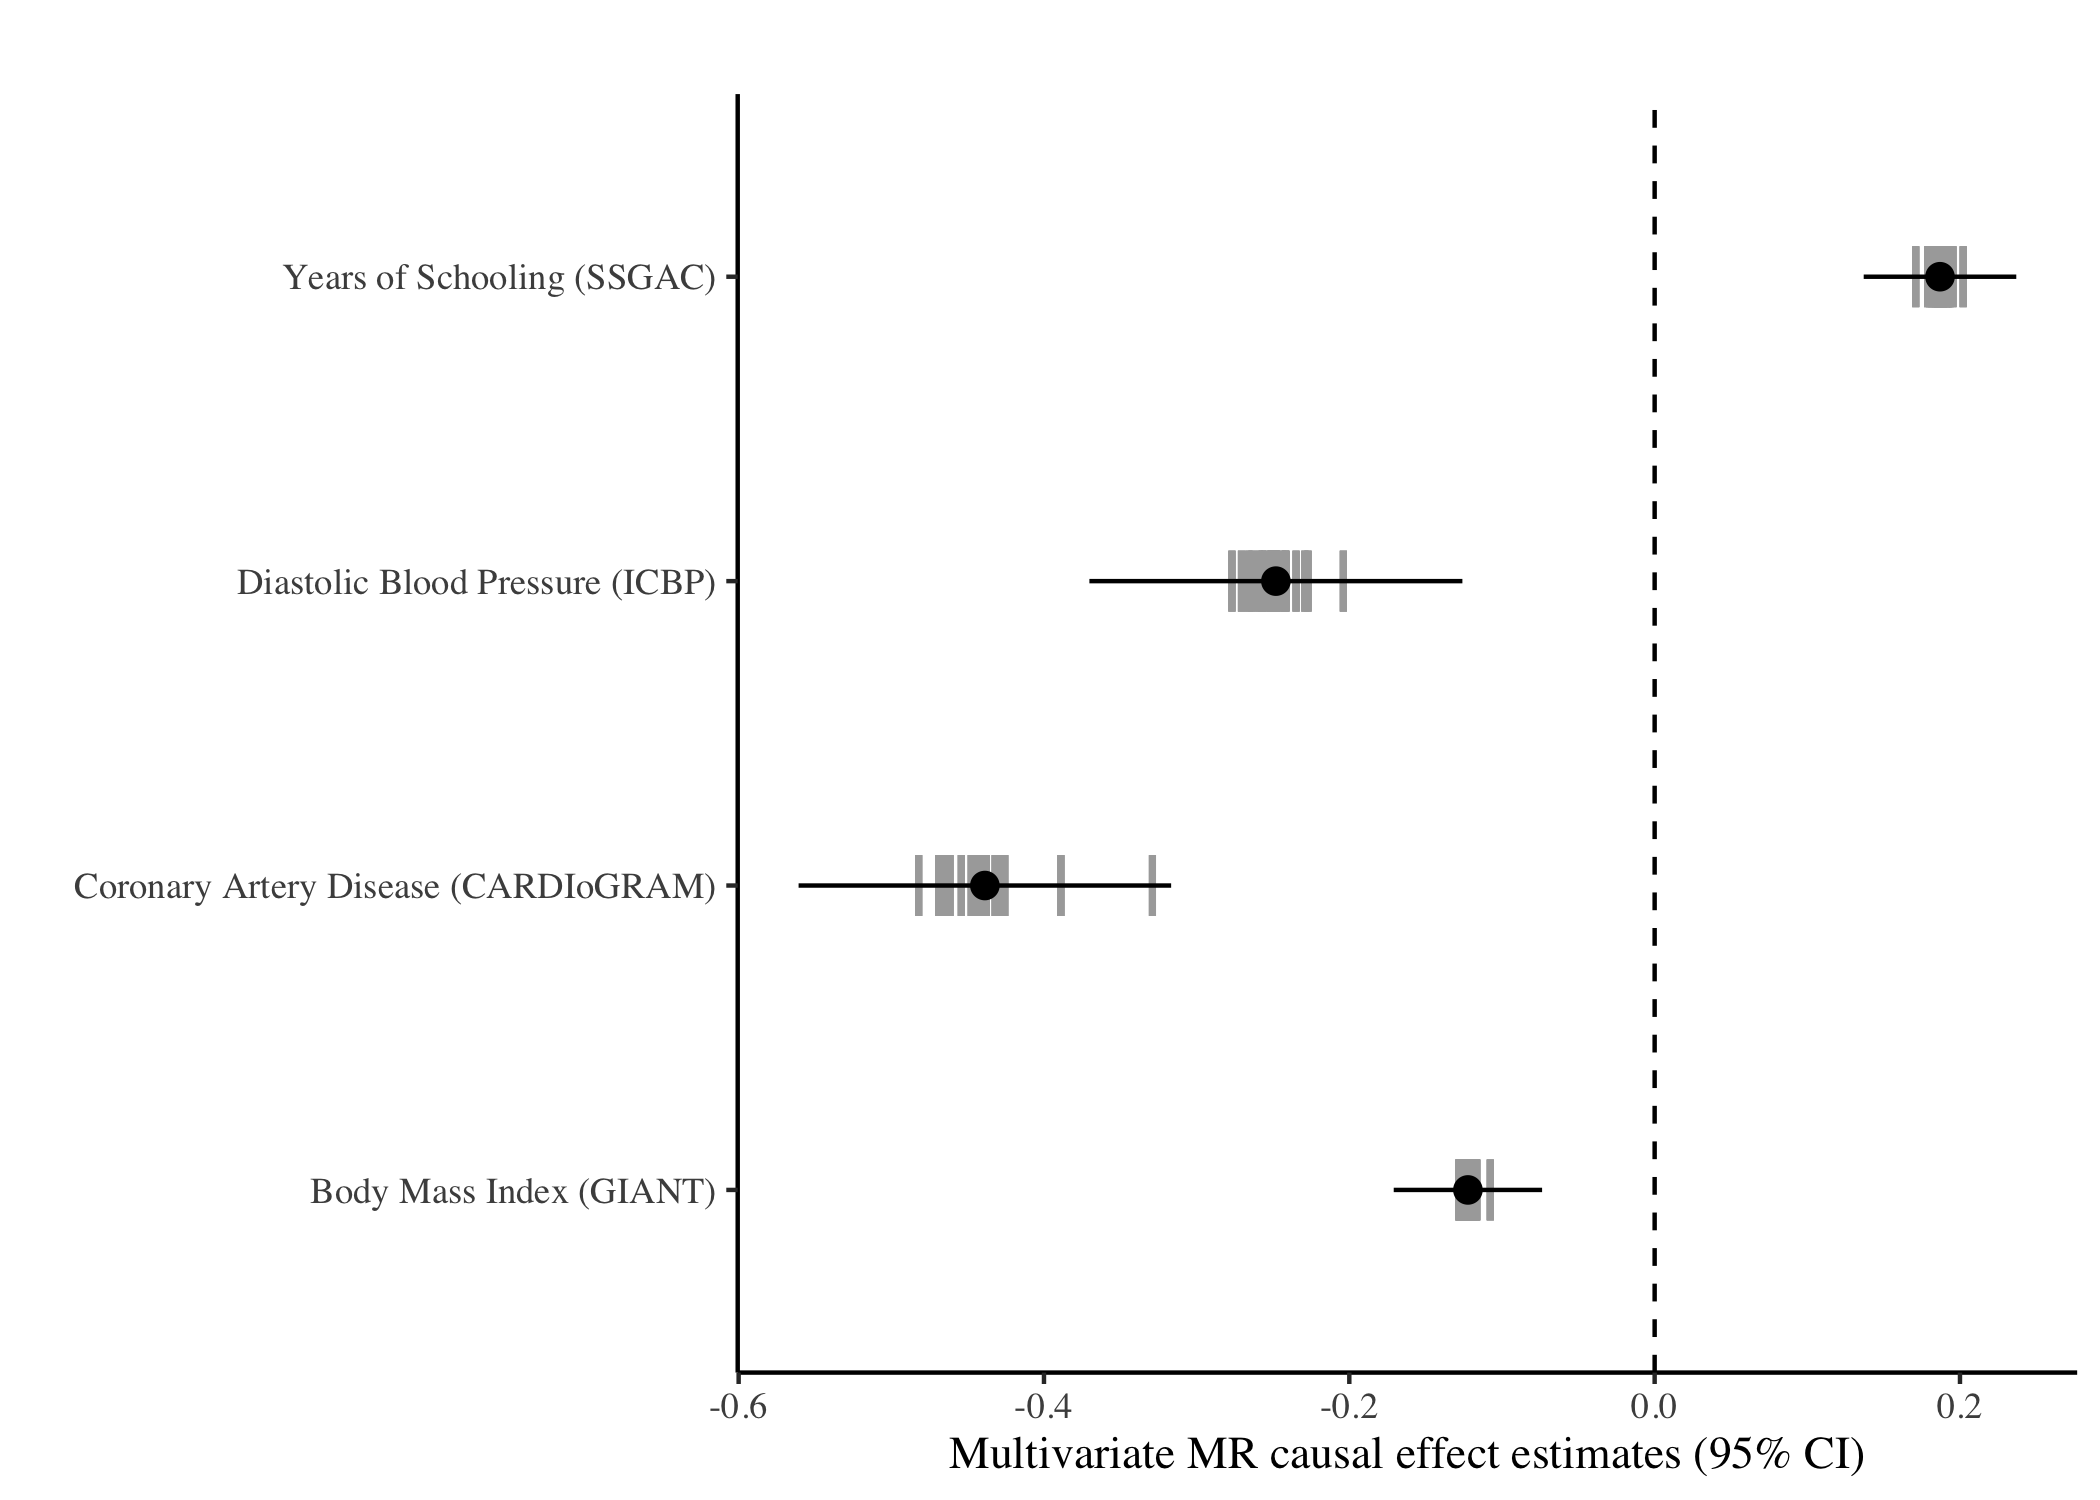 Years of Schooling (SSGAC)
Diastolic Blood Pressure (ICBP)
Coronary Artery Disease (CARDIoGRAM)
Body Mass Index (GIANT)
-0.6 -0.4 -0.2 0.0 0.2
Multivariate MR causal effect estimates (95% CI)